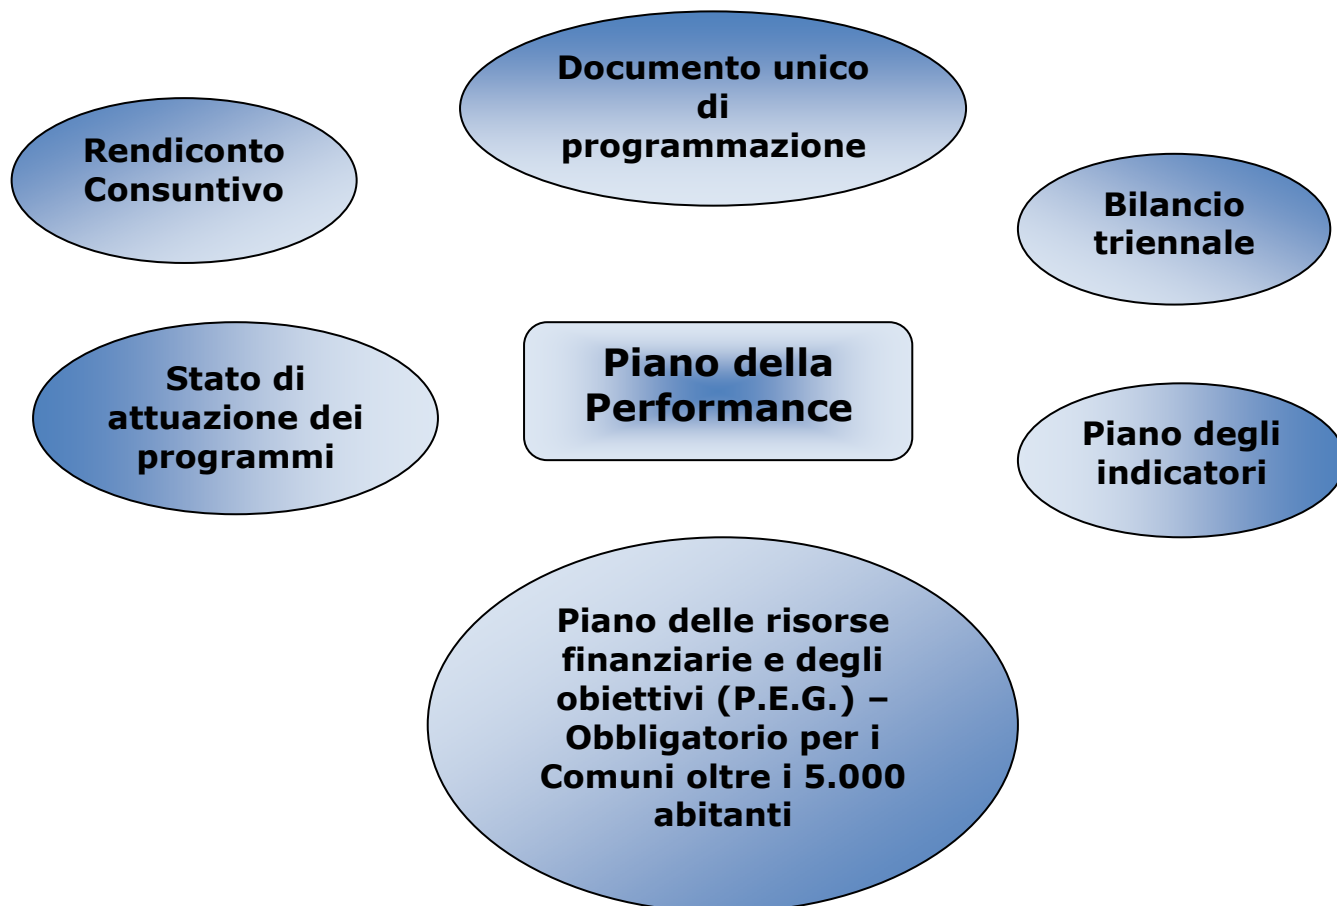 Documento unico
di
programmazione
Rendiconto
Consuntivo
Bilancio
triennale
Stato di
attuazione dei
programmi
Piano della
Performance
Piano degli
indicatori
Piano delle risorse
finanziarie e degli
obiettivi (P.E.G.) –
Obbligatorio per i
Comuni oltre i 5.000
abitanti